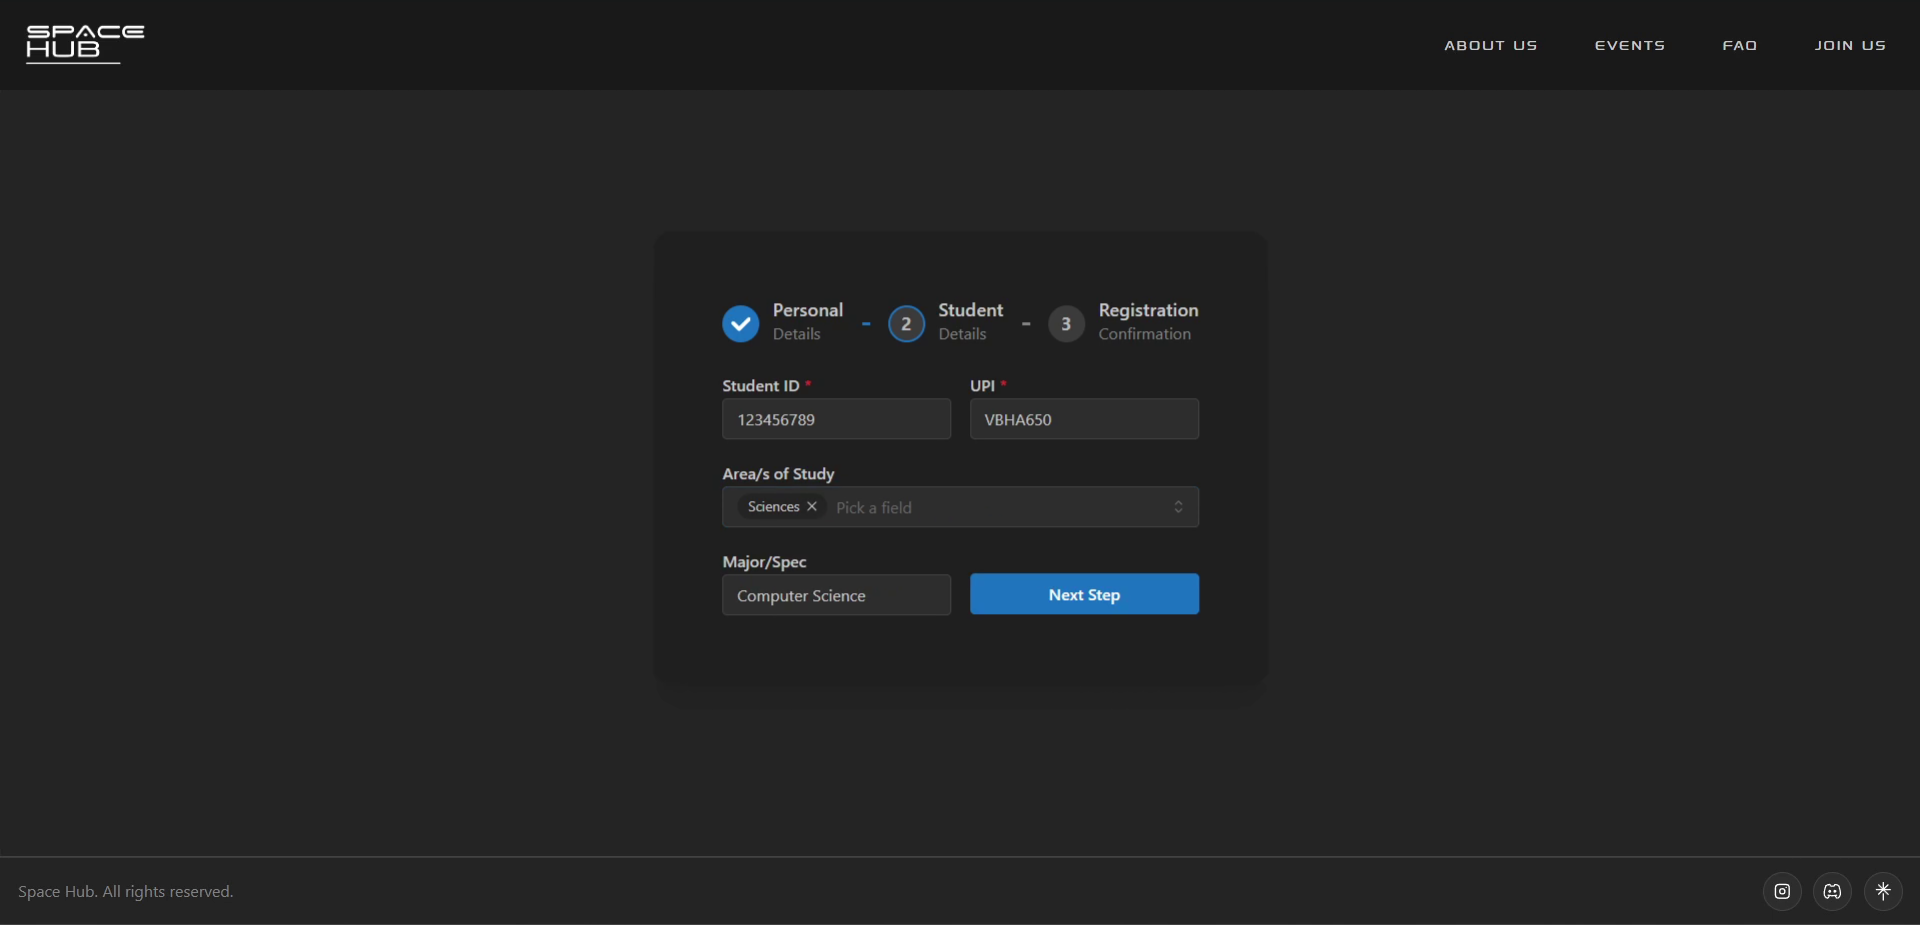 SPACE
HUB
ABOUT US
EVENTS
FAQ
JOIN US
Personal
Details
2
Student
Details
3
Registration
Confirmation
Student ID *
UPI *
123456789
VBHA650
Area/s of Study
Sciences ✕ Pick a field
Major/Spec
Computer Science
Next Step
Space Hub. All rights reserved.